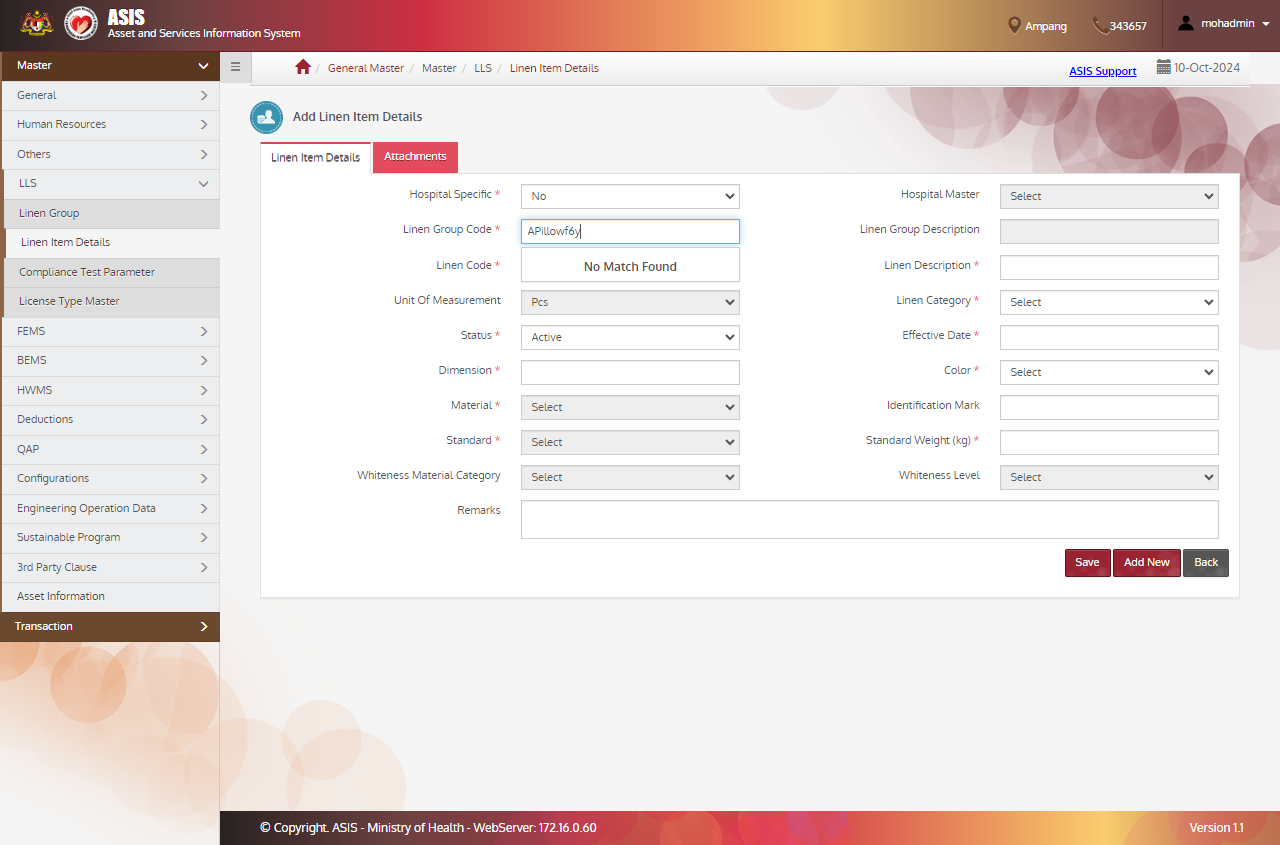 ASIS
Asset and Services Information System
Ampang
343657
mohadmin
Master
General
Human Resources
Others
LLS
Linen Group
Linen Item Details
Compliance Test Parameter
License Type Master
FEMS
BEMS
HWMS
Deductions
QAP
Configurations
Engineering Operation Data
Sustainable Program
3rd Party Clause
Asset Information
Transaction
/ General Master / Master / LLS / Linen Item Details
ASIS Support
10-Oct-2024
Add Linen Item Details
Linen Item Details
Attachments
Hospital Specific * No
Hospital Master Select
Linen Group Code * APillowf6y
Linen Group Description
Linen Code * No Match Found
Linen Description *
Unit Of Measurement Pcs
Linen Category * Select
Status * Active
Effective Date *
Dimension *
Color * Select
Material * Select
Identification Mark
Standard * Select
Standard Weight (kg) *
Whiteness Material Category Select
Whiteness Level Select
Remarks
Save Add New Back
© Copyright. ASIS - Ministry of Health - WebServer: 172.16.0.60
Version 1.1